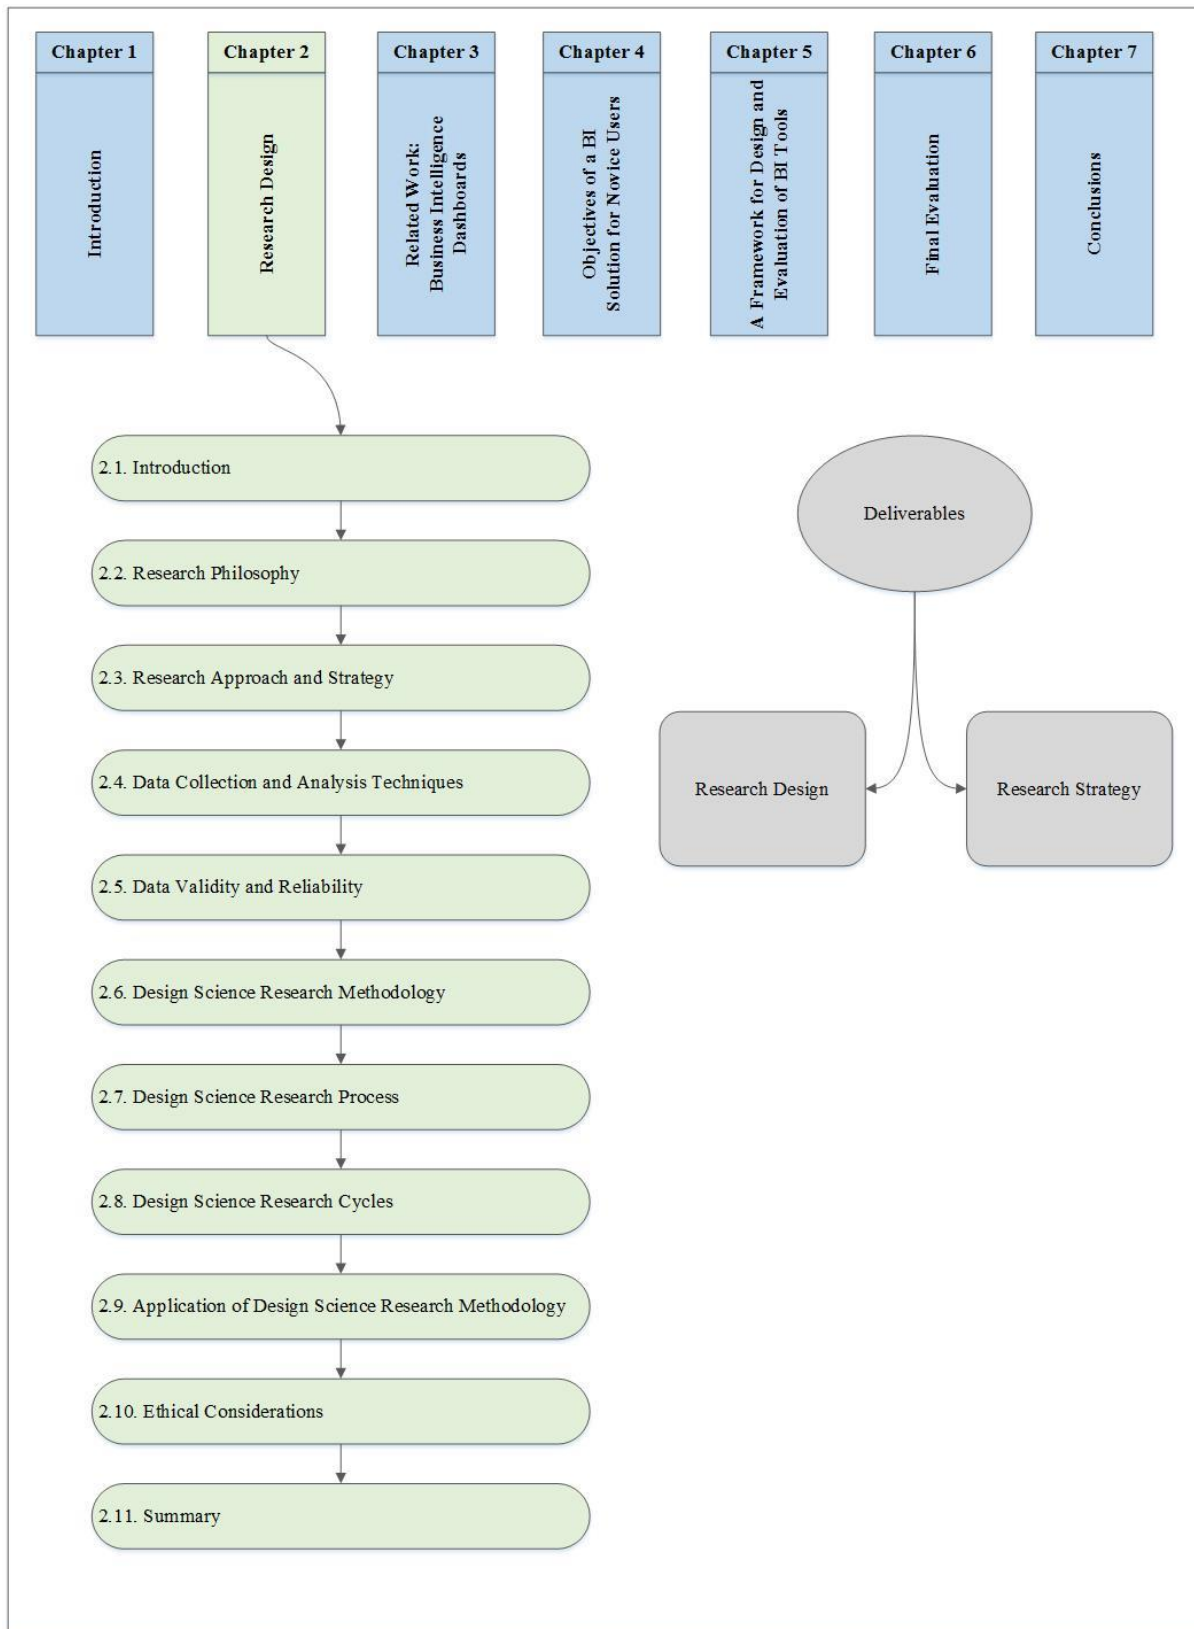 Chapter 1
Introduction
Chapter 2
Research Design
Chapter 3
Related Work:
Business Intelligence
Dashboards
Chapter 4
Objectives of a BI
Solution for Novice Users
Chapter 5
A Framework for Design and
Evaluation of BI Tools
Chapter 6
Final Evaluation
Chapter 7
Conclusions
2.1. Introduction
2.2. Research Philosophy
2.3. Research Approach and Strategy
2.4. Data Collection and Analysis Techniques
2.5. Data Validity and Reliability
2.6. Design Science Research Methodology
2.7. Design Science Research Process
2.8. Design Science Research Cycles
2.9. Application of Design Science Research Methodology
2.10. Ethical Considerations
2.11. Summary
Deliverables
Research Design
Research Strategy